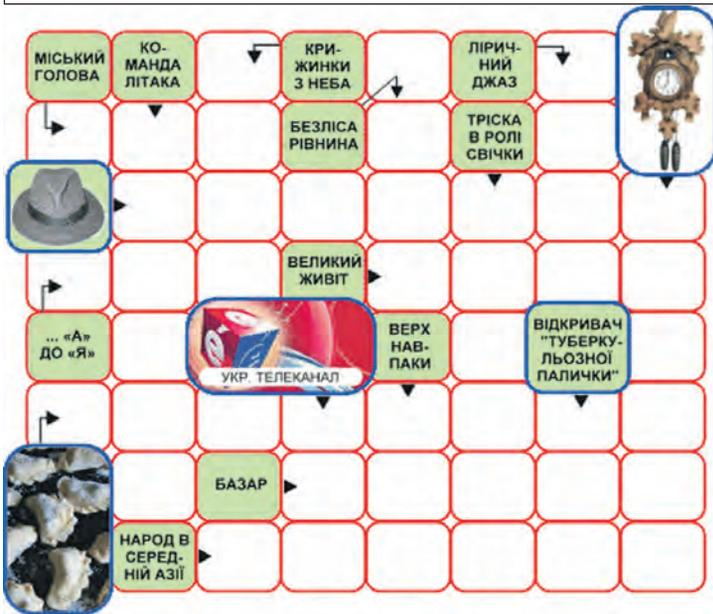 МІСЬКИЙ
ГОЛОВА
КО-
МАНДА
ЛІТАКА
КРИ-
ЖИНКИ
З НЕБА
ЛІРИЧ-
НИЙ
ДЖАЗ
БЕЗЛІСА
РІВНИНА
ТРІСКА
В РОЛІ
СВІЧКИ
ВЕЛИКИЙ
ЖИВІТ
... «А»
ДО «Я»
УКР. ТЕЛЕКАНАЛ
ВЕРХ
НАВ-
ПАКИ
ВІДКРИВАЧ
"ТУБЕРКУ-
ЛЬОЗНОЇ
ПАЛИЧКИ"
БАЗАР
НАРОД В
СЕРЕД-
НІЙ АЗІЇ